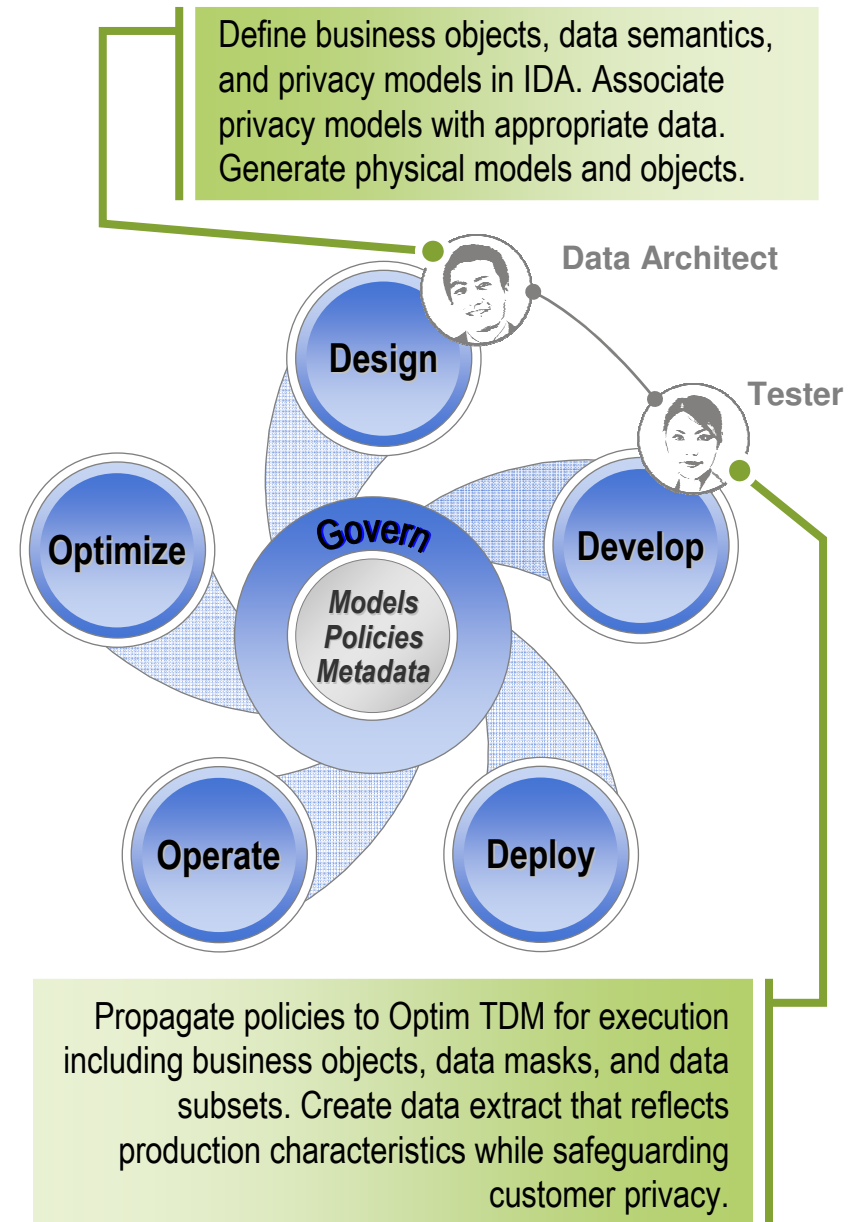 Define business objects, data semantics,
and privacy models in IDA. Associate
privacy models with appropriate data.
Generate physical models and objects.
Data Architect
Design
Tester
Optimize
Govern
Develop
Models
Policies
Metadata
Operate
Deploy
Propagate policies to Optim TDM for execution
including business objects, data masks, and data
subsets. Create data extract that reflects
production characteristics while safeguarding
customer privacy.